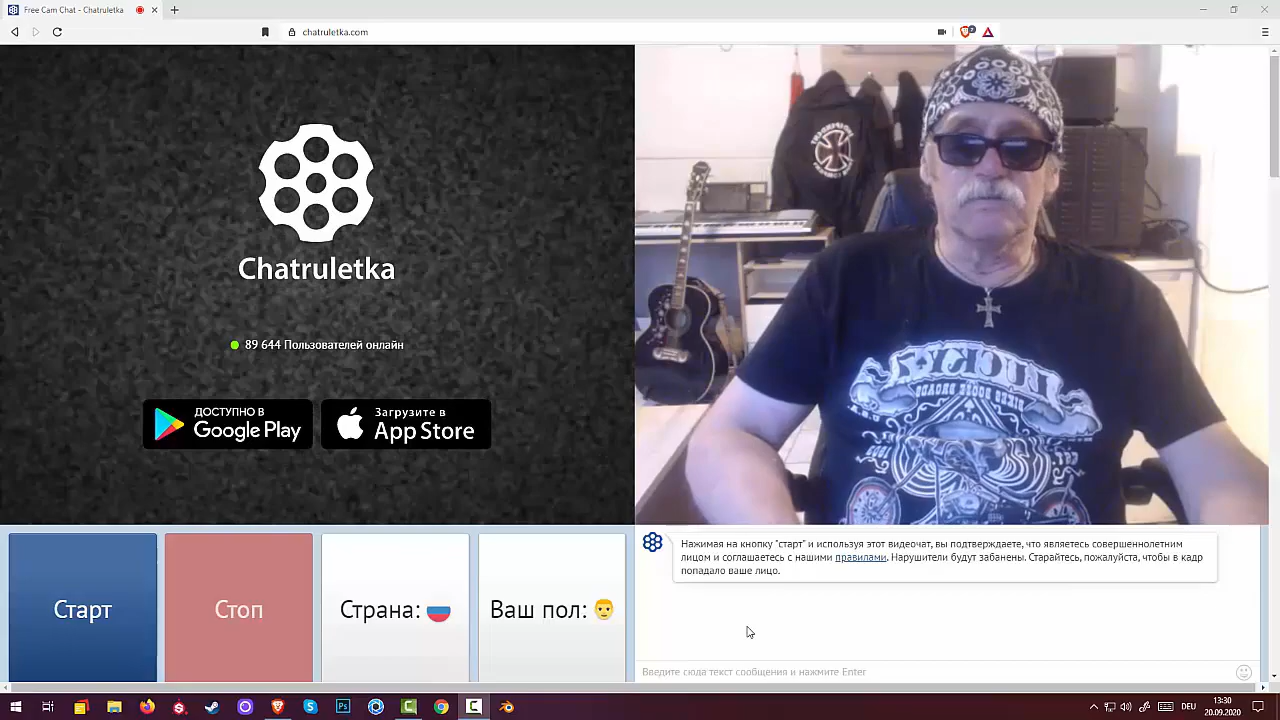 Free Cam Chat - Chatruletka
chatruletka.com
Chatruletka
89 644 Пользователей онлайн
ДОСТУПНО В
Google Play
Загрузите в
App Store
Старт
Стоп
Страна:
Ваш пол:
INDEPENDENT
Нажимая на кнопку "старт" и используя этот видеочат, вы подтверждаете, что являетесь совершеннолетним
лицом и соглашаетесь с нашими правилами. Нарушители будут забанены. Старайтесь, пожалуйста, чтобы в кадр
попадало ваше лицо.
Введите сюда текст сообщения и нажмите Enter
DEU
13:30
20.09.2020